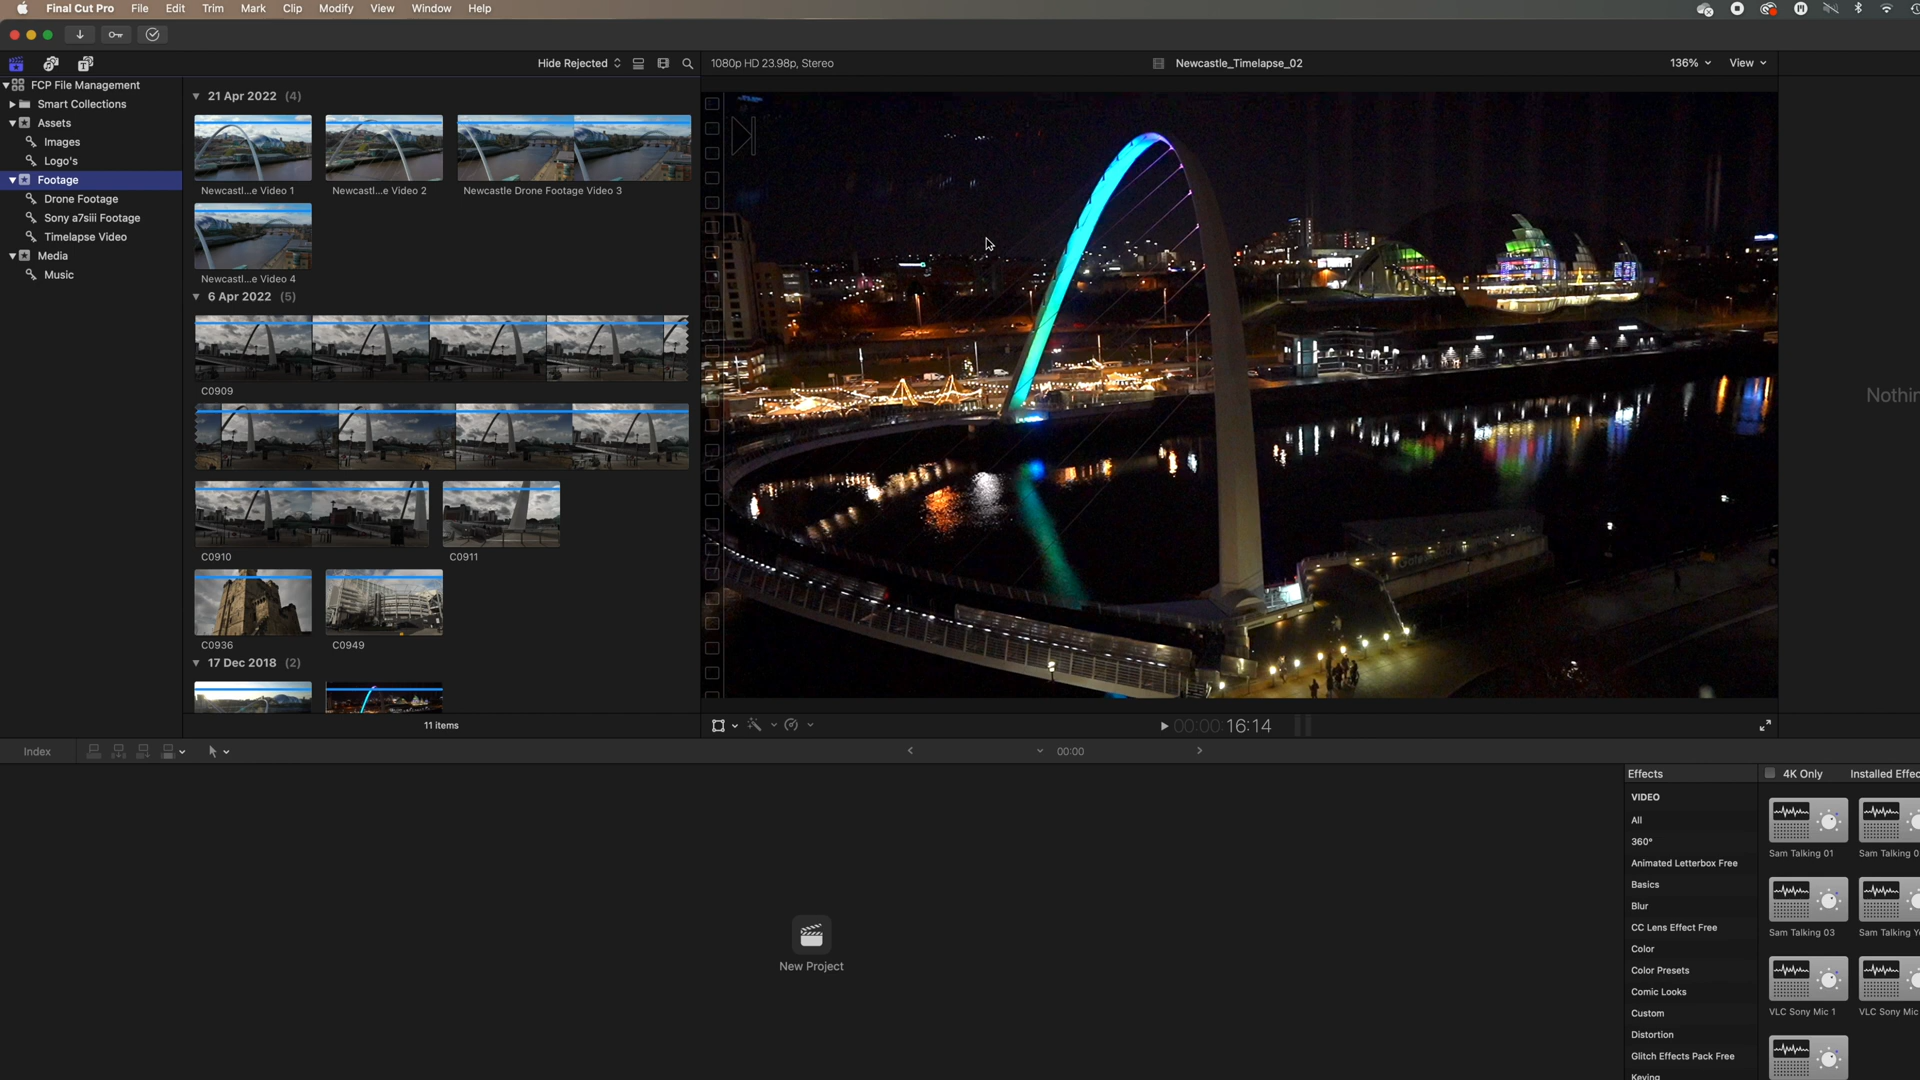 Final Cut Pro File Edit Trim Mark Clip Modify View Window Help
Hide Rejected
1080p HD 23.98p, Stereo
Newcastle_Timelapse_02
136%
View
FCP File Management
Smart Collections
Assets
Images
Logo's
Footage
Drone Footage
Sony a7siii Footage
Timelapse Video
Media
Music
21 Apr 2022 (4)
Newcastl...e Video 1
Newcastl...e Video 2
Newcastle Drone Footage Video 3
Newcastl...e Video 4
6 Apr 2022 (5)
C0909
C0910
C0911
C0936
C0949
17 Dec 2018 (2)
11 items
00:00:16:14
Nothin
Index
00:00
New Project
Effects
4K Only
Installed Effec
VIDEO
All
360°
Animated Letterbox Free
Basics
Blur
CC Lens Effect Free
Color
Color Presets
Comic Looks
Custom
Distortion
Glitch Effects Pack Free
Keying
Sam Talking 01
Sam Talking 0
Sam Talking 03
Sam Talking Y
VLC Sony Mic 1
VLC Sony Mic